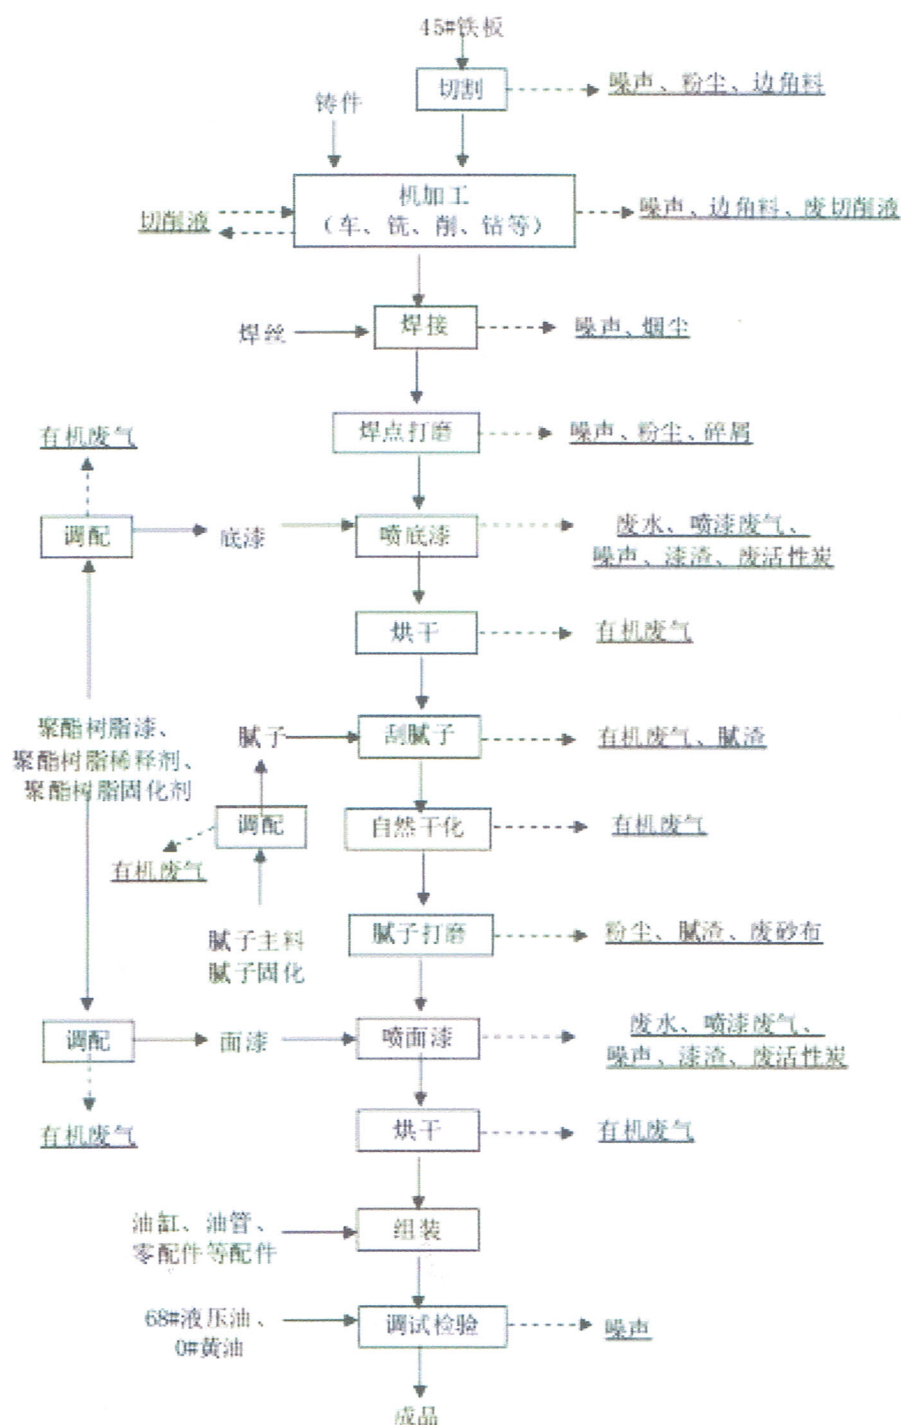 45#铁板
切割
噪声、粉尘、边角料
铸件
机加工
（车、铣、削、钻等）
切削液
噪声、边角料、废切削液
焊丝
焊接
噪声、烟尘
焊点打磨
噪声、粉尘、碎屑
有机废气
调配
底漆
喷底漆
废水、喷漆废气、
噪声、漆渣、废活性炭
烘干
有机废气
聚酯树脂漆、
聚酯树脂稀释剂、
聚酯树脂固化剂
腻子
刮腻子
有机废气、腻渣
调配
有机废气
自然干化
有机废气
腻子主料
腻子固化
腻子打磨
粉尘、腻渣、废砂布
调配
面漆
喷面漆
废水、喷漆废气、
噪声、漆渣、废活性炭
有机废气
烘干
有机废气
油缸、油管、
零配件等配件
组装
68#液压油、
0#黄油
调试检验
噪声
成品